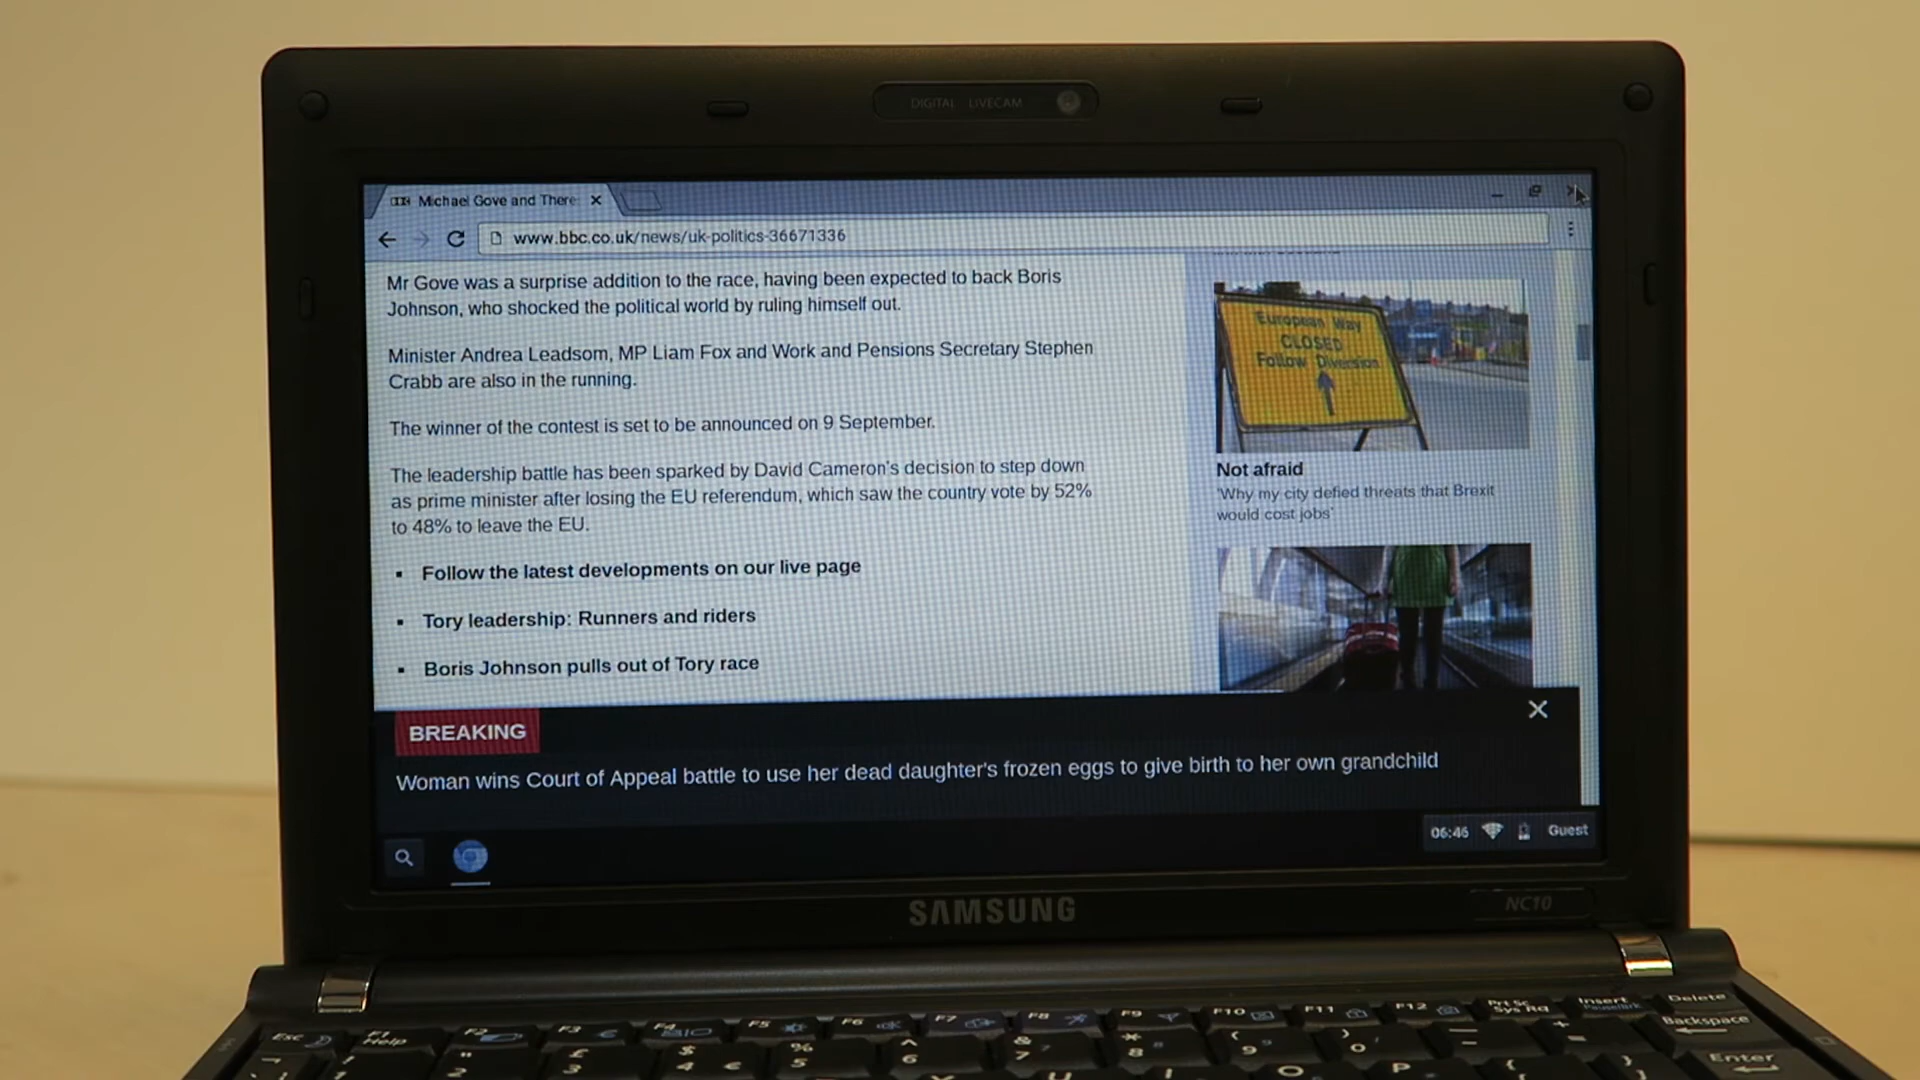 DIGITAL LIVECAM
Michael Gove and There
www.bbc.co.uk/news/uk-politics-36671336
Mr Gove was a surprise addition to the race, having been expected to back Boris
Johnson, who shocked the political world by ruling himself out.
Minister Andrea Leadsom, MP Liam Fox and Work and Pensions Secretary Stephen
Crabb are also in the running.
The winner of the contest is set to be announced on 9 September.
The leadership battle has been sparked by David Cameron's decision to step down
as prime minister after losing the EU referendum, which saw the country vote by 52%
to 48% to leave the EU.
Follow the latest developments on our live page
Tory leadership: Runners and riders
Boris Johnson pulls out of Tory race
European Way
CLOSED
Follow Diversion
Not afraid
'Why my city defied threats that Brexit
would cost jobs'
BREAKING
Woman wins Court of Appeal battle to use her dead daughter's frozen eggs to give birth to her own grandchild
06:46 Guest
SAMSUNG
NC10
Esc F1 F2 F3 F4 F5 F6 F7 F8 F9 F10 F11 F12 Prt Sc Insert Delete
Help Sys Rq
" £ $ € % ^ & * ( ) _ + Backspace
2 3 4 5 6 7 8 9 0 - =
O P { } Enter